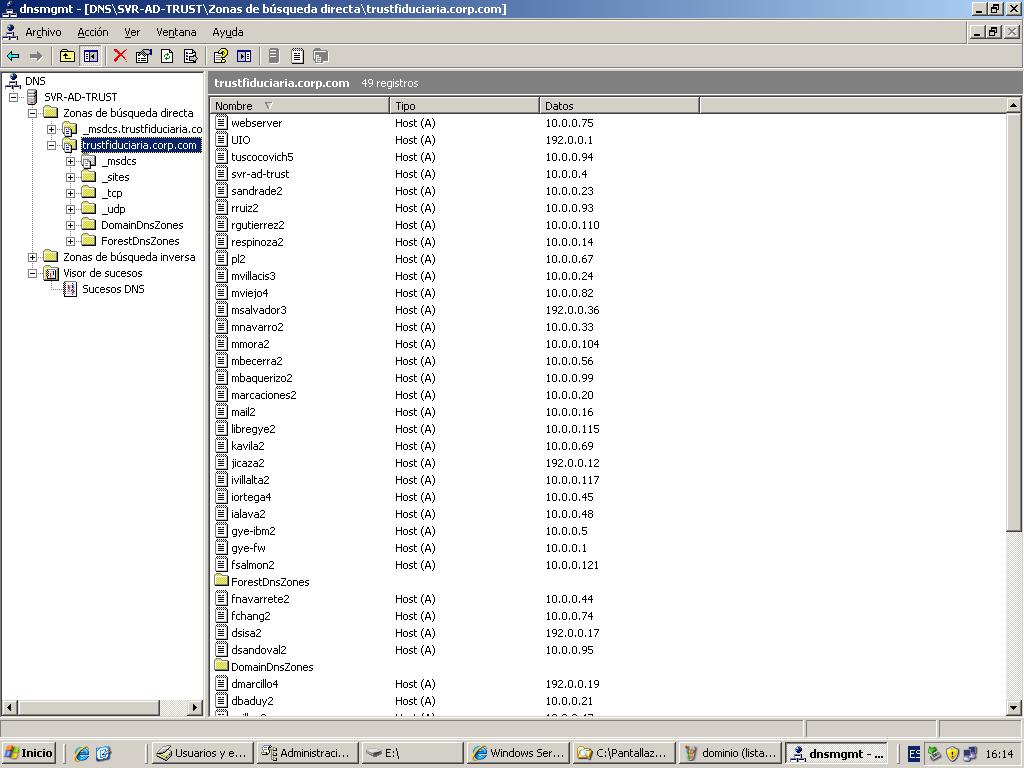 dnsmgmt - [DNS\SVR-AD-TRUST\Zonas de búsqueda directa\trustfiduciaria.corp.com]
Archivo Acción Ver Ventana Ayuda
DNS
SVR-AD-TRUST
Zonas de búsqueda directa
_msdcs.trustfiduciaria.co
trustfiduciaria.corp.com
_msdcs
_sites
_tcp
_udp
DomainDnsZones
ForestDnsZones
Zonas de búsqueda inversa
Visor de sucesos
Sucesos DNS
trustfiduciaria.corp.com 49 registros
Nombre Tipo Datos
webserver Host (A) 10.0.0.75
UIO Host (A) 192.0.0.1
tuscocovich5 Host (A) 10.0.0.94
svr-ad-trust Host (A) 10.0.0.4
sandrade2 Host (A) 10.0.0.23
rruiz2 Host (A) 10.0.0.93
rgutierrez2 Host (A) 10.0.0.110
respinoza2 Host (A) 10.0.0.14
pl2 Host (A) 10.0.0.67
mvillacis3 Host (A) 10.0.0.24
mviejo4 Host (A) 10.0.0.82
msalvador3 Host (A) 192.0.0.36
mnavarro2 Host (A) 10.0.0.33
mmora2 Host (A) 10.0.0.104
mbecerra2 Host (A) 10.0.0.56
mbaquerizo2 Host (A) 10.0.0.99
marcaciones2 Host (A) 10.0.0.20
mail2 Host (A) 10.0.0.16
libregye2 Host (A) 10.0.0.115
kavila2 Host (A) 10.0.0.69
jicaza2 Host (A) 192.0.0.12
ivillalta2 Host (A) 10.0.0.117
iortega4 Host (A) 10.0.0.45
ialava2 Host (A) 10.0.0.48
gye-ibm2 Host (A) 10.0.0.5
gye-fw Host (A) 10.0.0.1
fsalmon2 Host (A) 10.0.0.121
ForestDnsZones
fnavarrete2 Host (A) 10.0.0.44
fchang2 Host (A) 10.0.0.74
dsisa2 Host (A) 192.0.0.17
dsandoval2 Host (A) 10.0.0.95
DomainDnsZones
dmarcillo4 Host (A) 192.0.0.19
dbaduy2 Host (A) 10.0.0.21
Inicio Usuarios y e... Administraci... E:\ Windows Ser... C:\Pantallaz... dominio (lista... dnsmgmt - ... ES 16:14